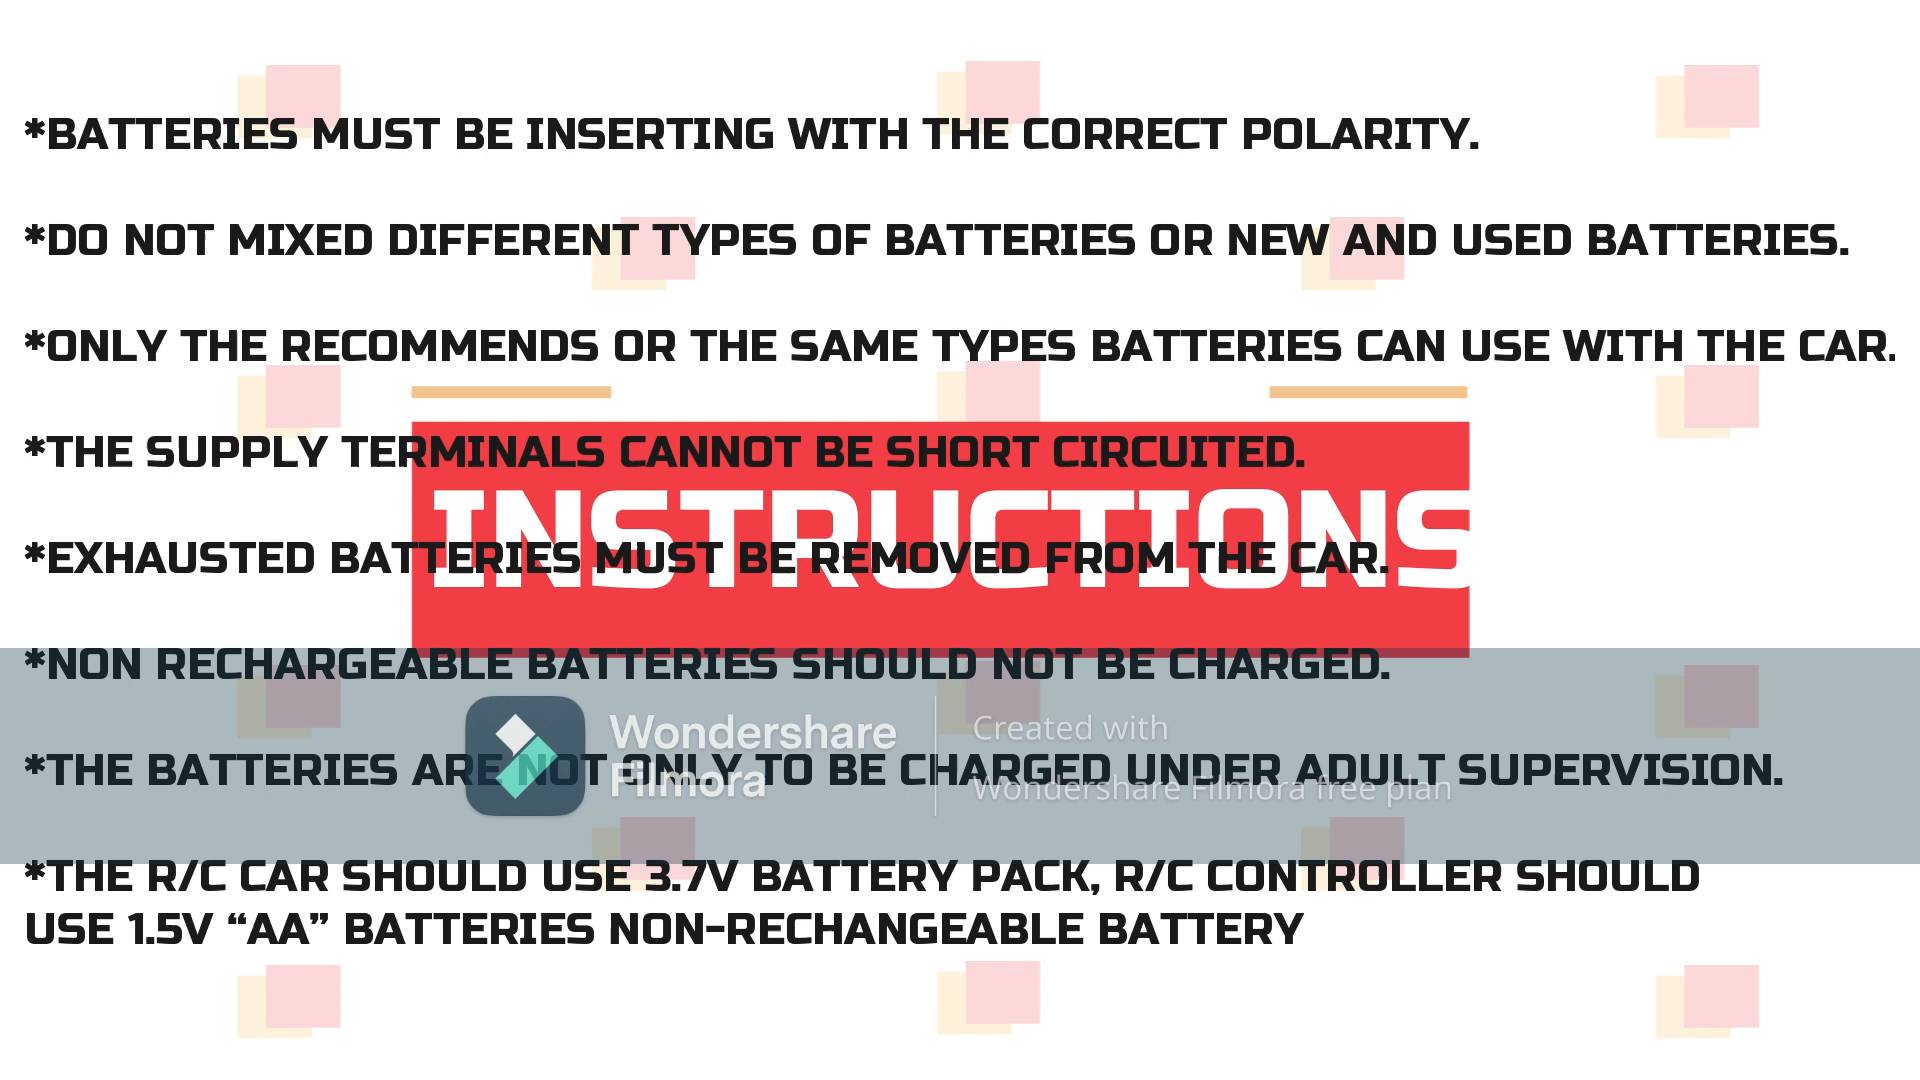 *BATTERIES MUST BE INSERTING WITH THE CORRECT POLARITY.
*DO NOT MIXED DIFFERENT TYPES OF BATTERIES OR NEW AND USED BATTERIES.
*ONLY THE RECOMMENDS OR THE SAME TYPES BATTERIES CAN USE WITH THE CAR.
*THE SUPPLY TERMINALS CANNOT BE SHORT CIRCUITED.
INSTRUCTIONS
*EXHAUSTED BATTERIES MUST BE REMOVED FROM THE CAR.
*NON RECHARGEABLE BATTERIES SHOULD NOT BE CHARGED.
Wondershare
Filmora
Created with
Wondershare Filmora free plan
*THE BATTERIES ARE NOT ONLY TO BE CHARGED UNDER ADULT SUPERVISION.
*THE R/C CAR SHOULD USE 3.7V BATTERY PACK, R/C CONTROLLER SHOULD
USE 1.5V “AA” BATTERIES NON-RECHANGEABLE BATTERY